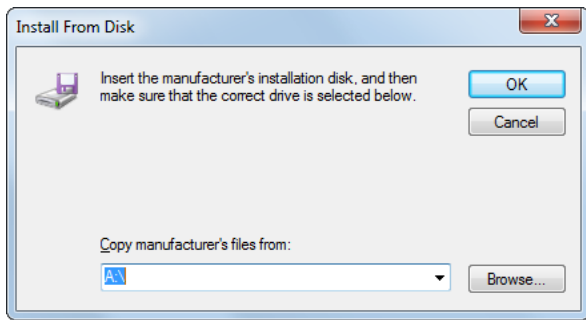 Install From Disk
Insert the manufacturer's installation disk, and then
make sure that the correct drive is selected below.
OK
Cancel
Copy manufacturer's files from:
A:\
Browse...